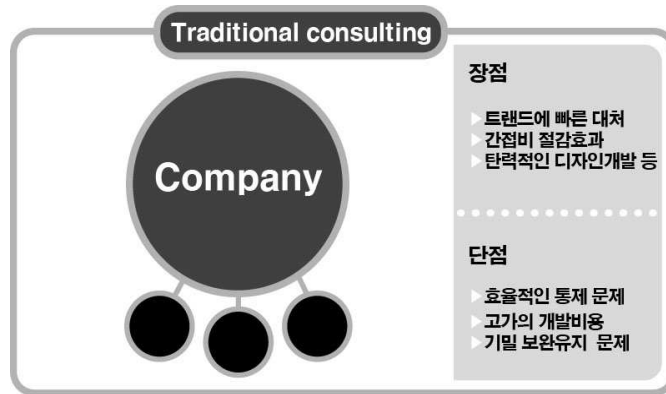 Traditional consulting
Company
장점
트랜드에 빠른 대처
간접비 절감효과
탄력적인 디자인개발 등
단점
효율적인 통제 문제
고가의 개발비용
기밀 보완유지 문제